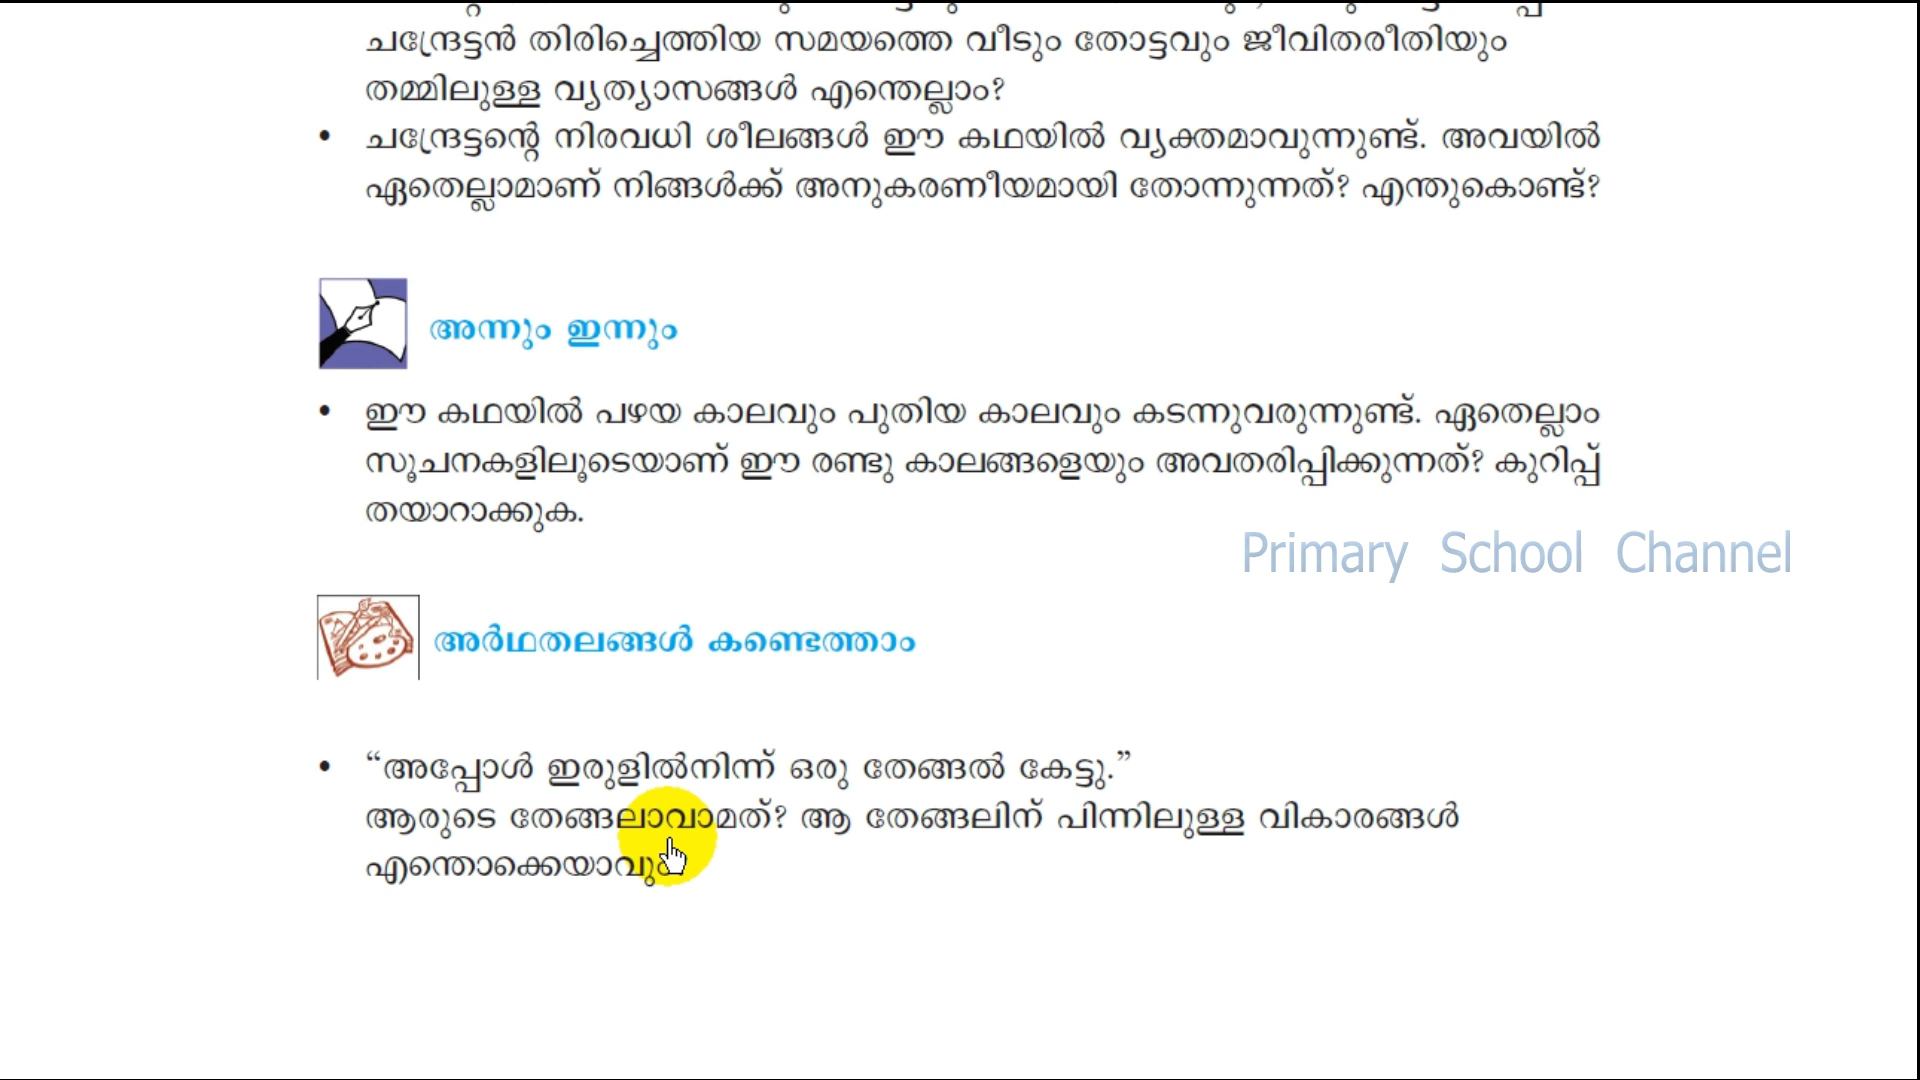 ചന്ദ്രേട്ടൻ തിരിച്ചെത്തിയ സമയത്തെ വീടും തോട്ടവും ജീവിതരീതിയും
തമ്മിലുള്ള വ്യത്യാസങ്ങൾ എന്തെല്ലാം?
• ചന്ദ്രേട്ടന്റെ നിരവധി ശീലങ്ങൾ ഈ കഥയിൽ വ്യക്തമാവുന്നുണ്ട്. അവയിൽ
ഏതെല്ലാമാണ് നിങ്ങൾക്ക് അനുകരണീയമായി തോന്നുന്നത്? എന്തുകൊണ്ട്?
അന്നും ഇന്നും
• ഈ കഥയിൽ പഴയ കാലവും പുതിയ കാലവും കടന്നുവരുന്നുണ്ട്. ഏതെല്ലാം
സൂചനകളിലൂടെയാണ് ഈ രണ്ടു കാലങ്ങളെയും അവതരിപ്പിക്കുന്നത്? കുറിപ്പ്
തയാറാക്കുക.
Primary School Channel
അർഥതലങ്ങൾ കണ്ടെത്താം
• “അപ്പോൾ ഇരുളിൽനിന്ന് ഒരു തേങ്ങൽ കേട്ടു.”
ആരുടെ തേങ്ങലാവാമത്? ആ തേങ്ങലിന് പിന്നിലുള്ള വികാരങ്ങൾ